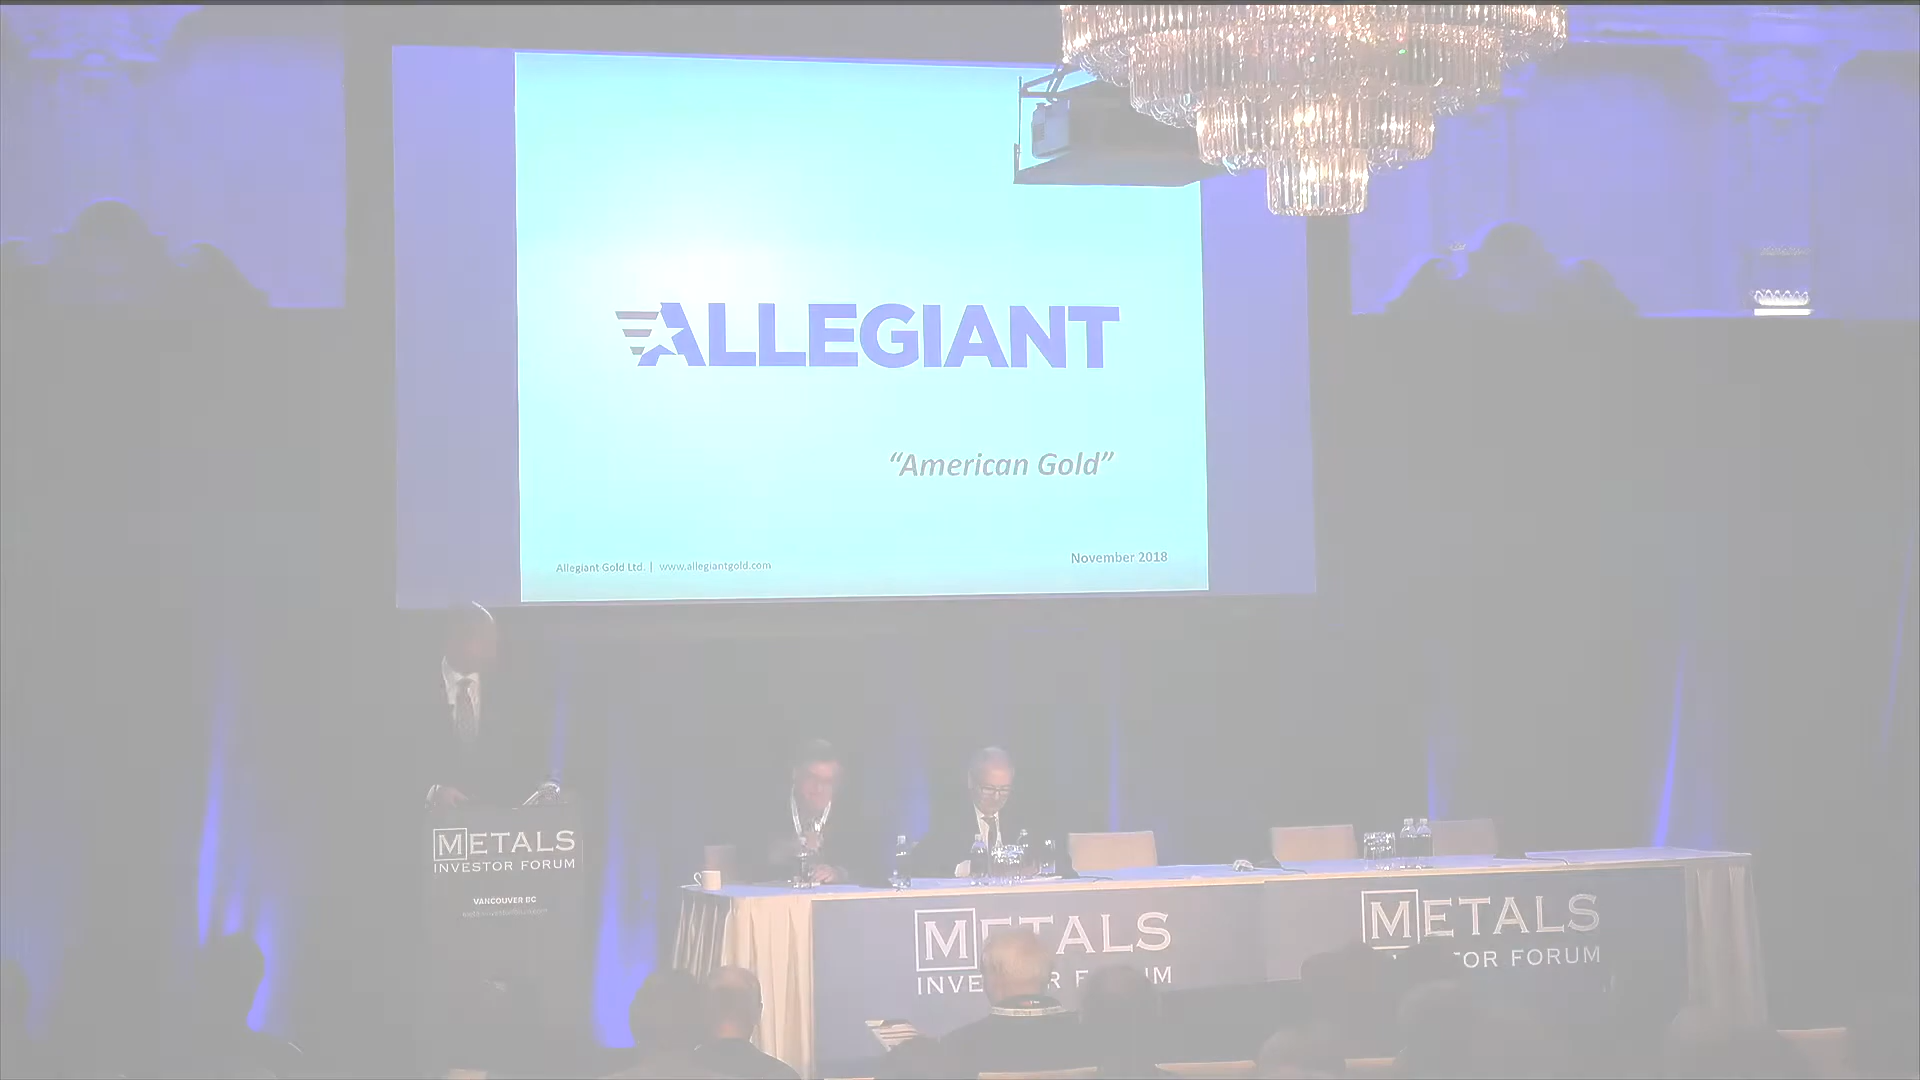 ALLEGIANT
“American Gold”
Allegiant Gold Ltd. | www.allegiantgold.com
November 2018
METALS
INVESTOR FORUM
VANCOUVER BC
METALS
METALS
FORUM